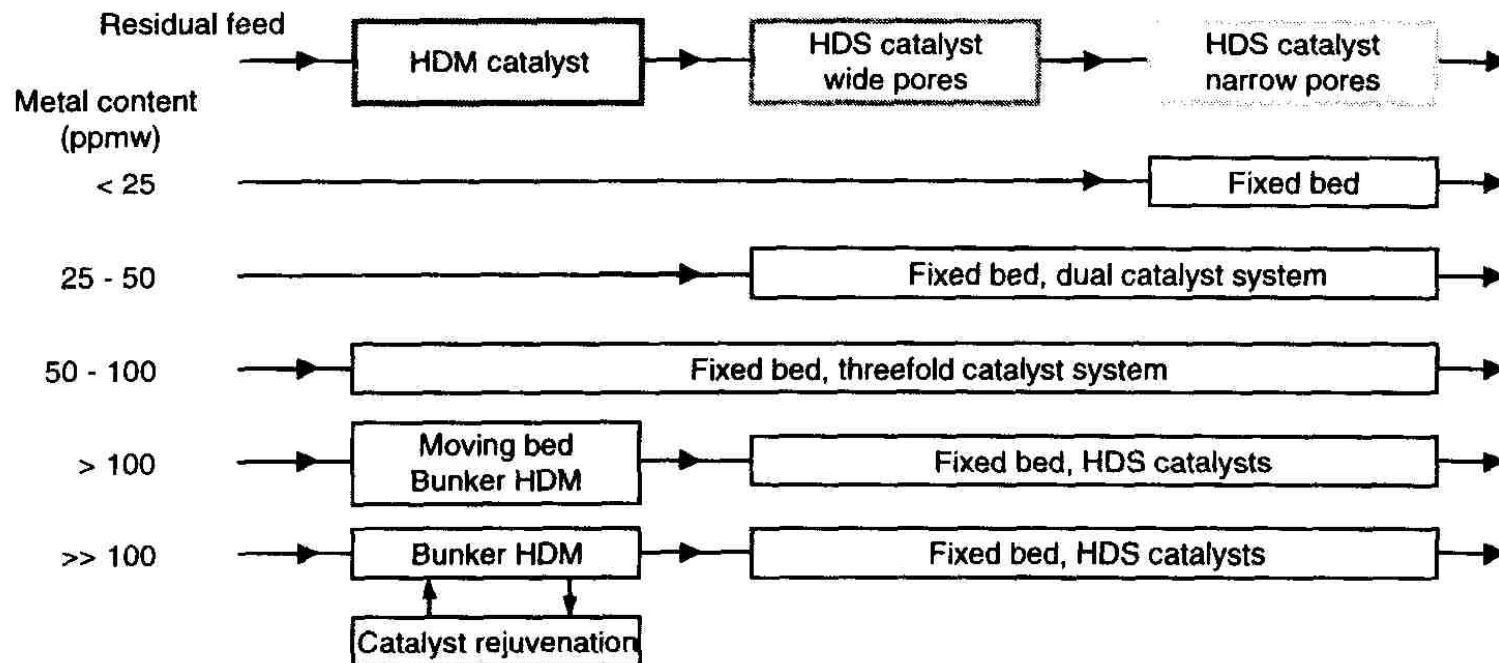 Residual feed
HDM catalyst
HDS catalyst
wide pores
HDS catalyst
narrow pores
Metal content
(ppmw)
< 25
Fixed bed
25 - 50
Fixed bed, dual catalyst system
50 - 100
Fixed bed, threefold catalyst system
> 100
Moving bed
Bunker HDM
Fixed bed, HDS catalysts
>> 100
Bunker HDM
Fixed bed, HDS catalysts
Catalyst rejuvenation